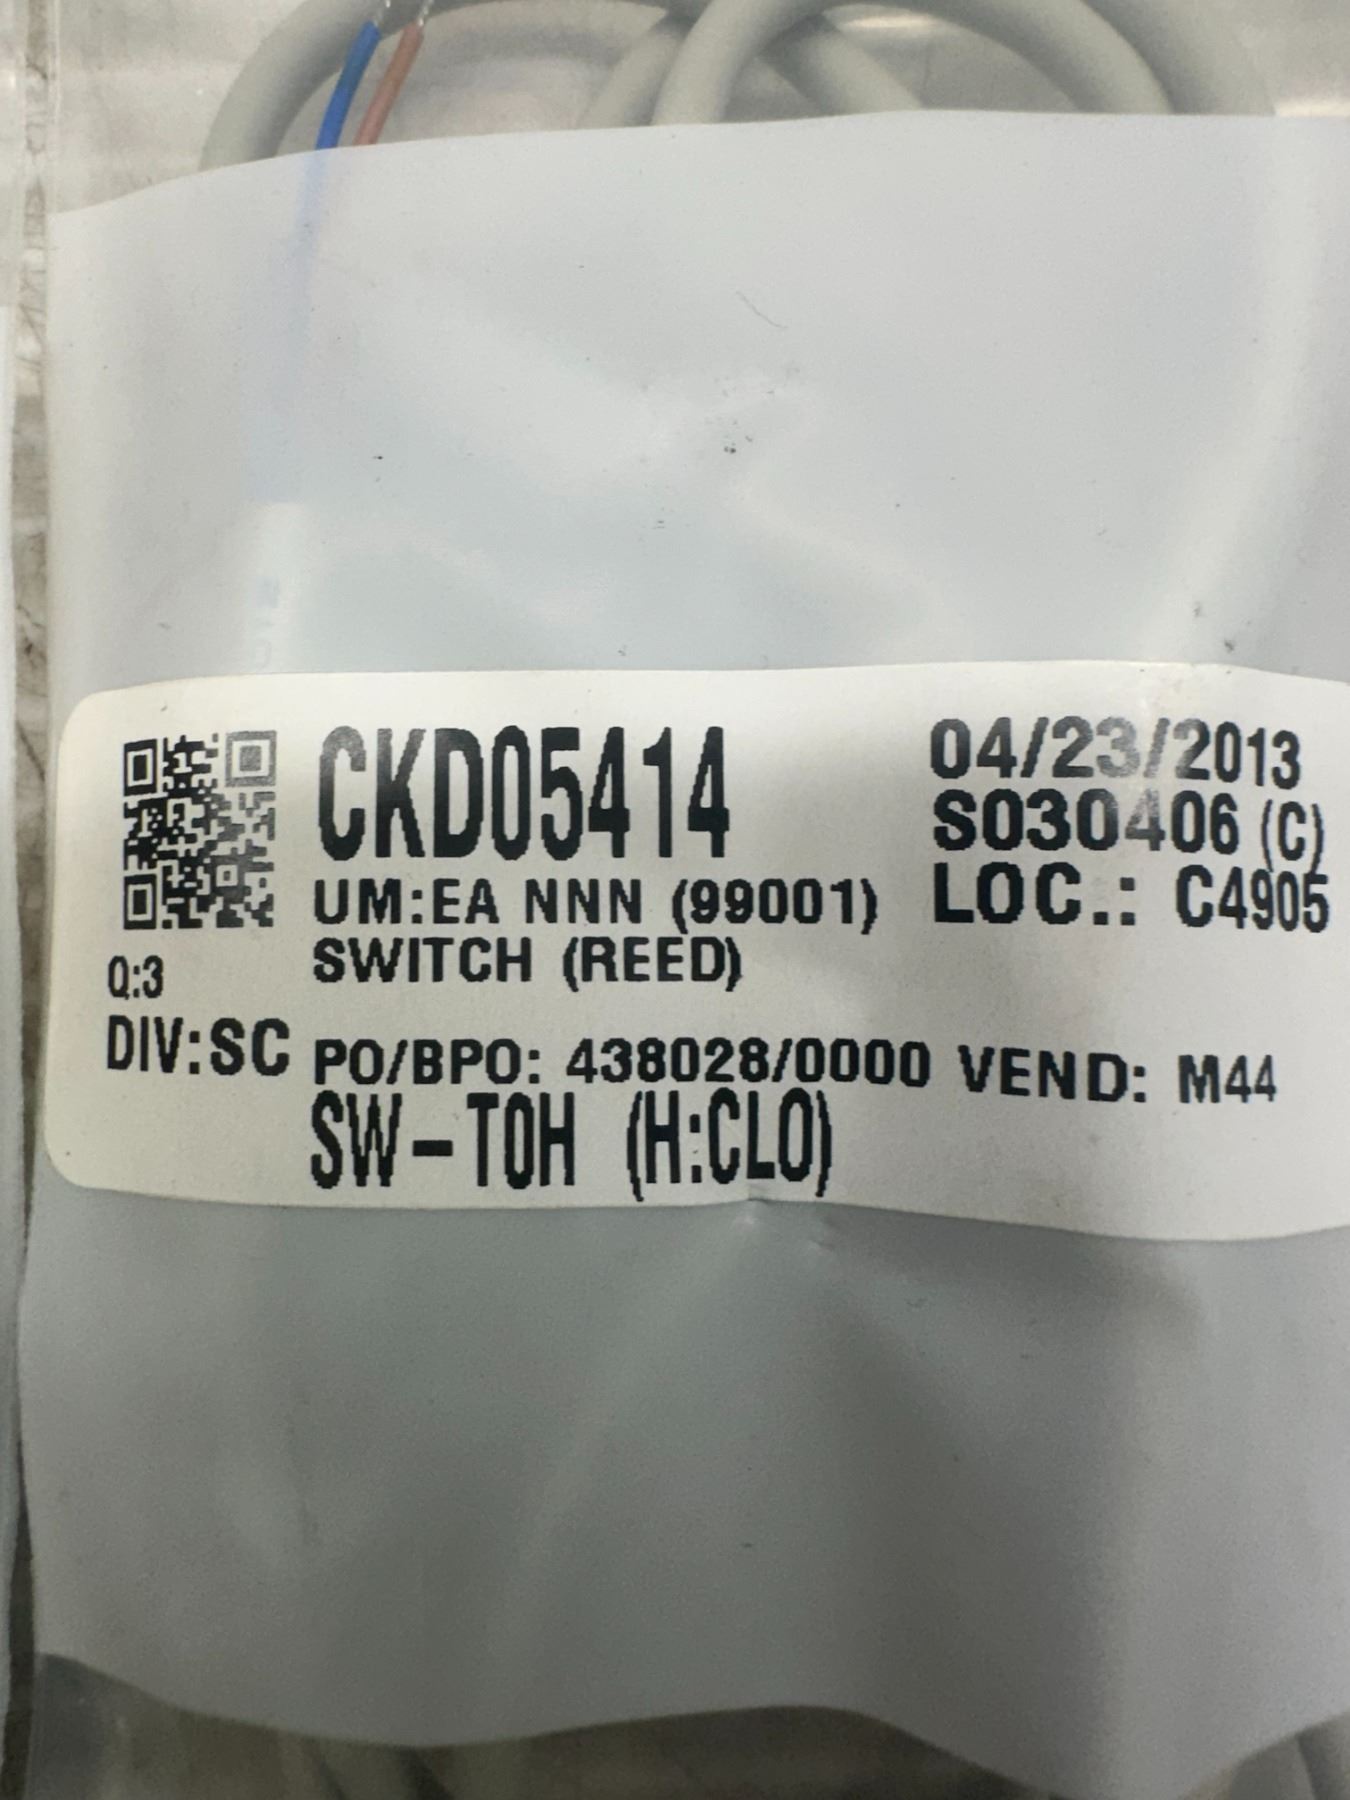 CKD05414
04/23/2013
S030406 (C)
UM:EA NNN (99001)
LOC.: C4905
SWITCH (REED)
Q:3
DIV:SC
PO/BPO: 438028/0000 VEND: M44
SW-T0H (H:CLO)